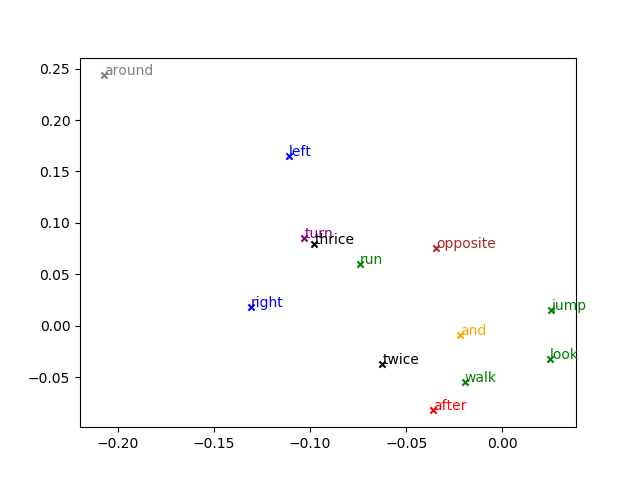 0.25
around
0.20
left
0.15
0.10
turn
thrice
opposite
run
0.05
right
jump
0.00
and
look
twice
−0.05
walk
after
−0.20
−0.15
−0.10
−0.05
0.00